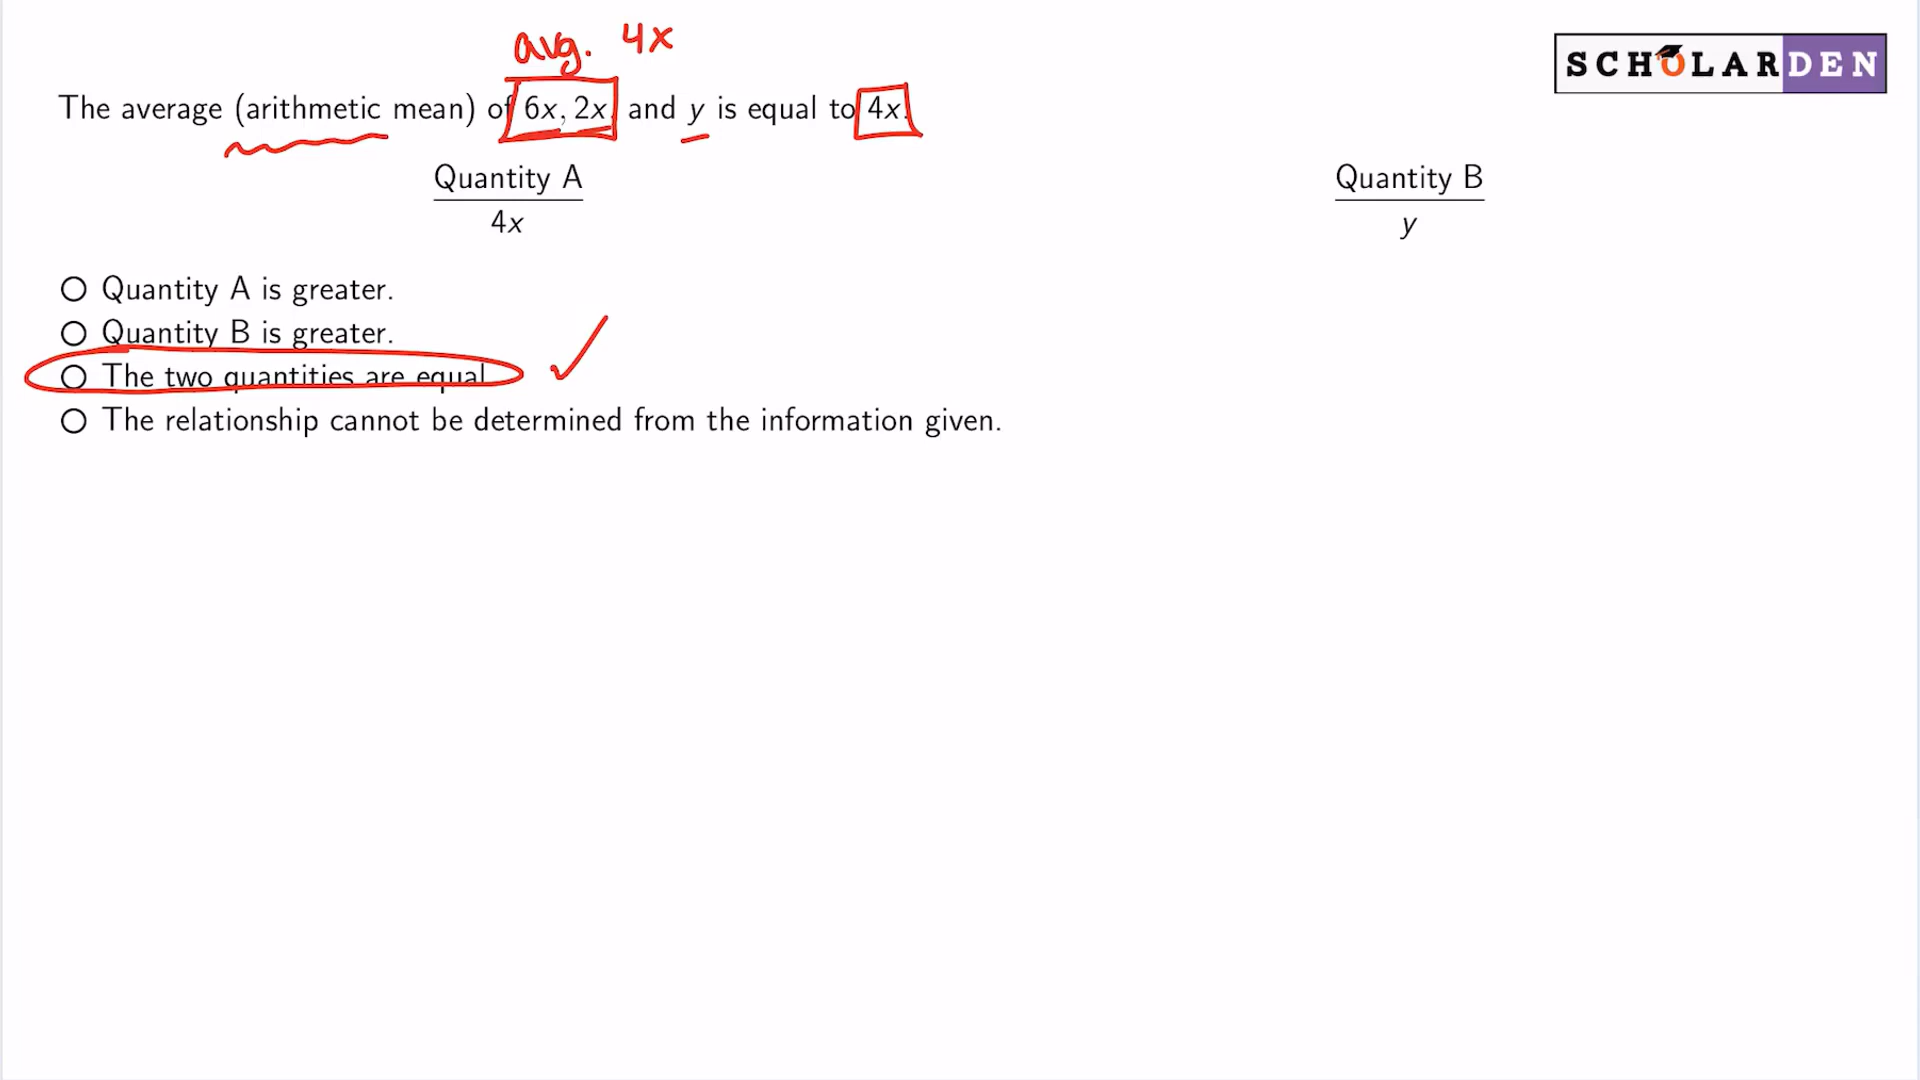 avg. 4x
SCHOLARDEN
The average (arithmetic mean) of 6x, 2x, and y is equal to 4x.
Quantity A
Quantity B
4x
y
Quantity A is greater.
Quantity B is greater.
The two quantities are equal.
The relationship cannot be determined from the information given.